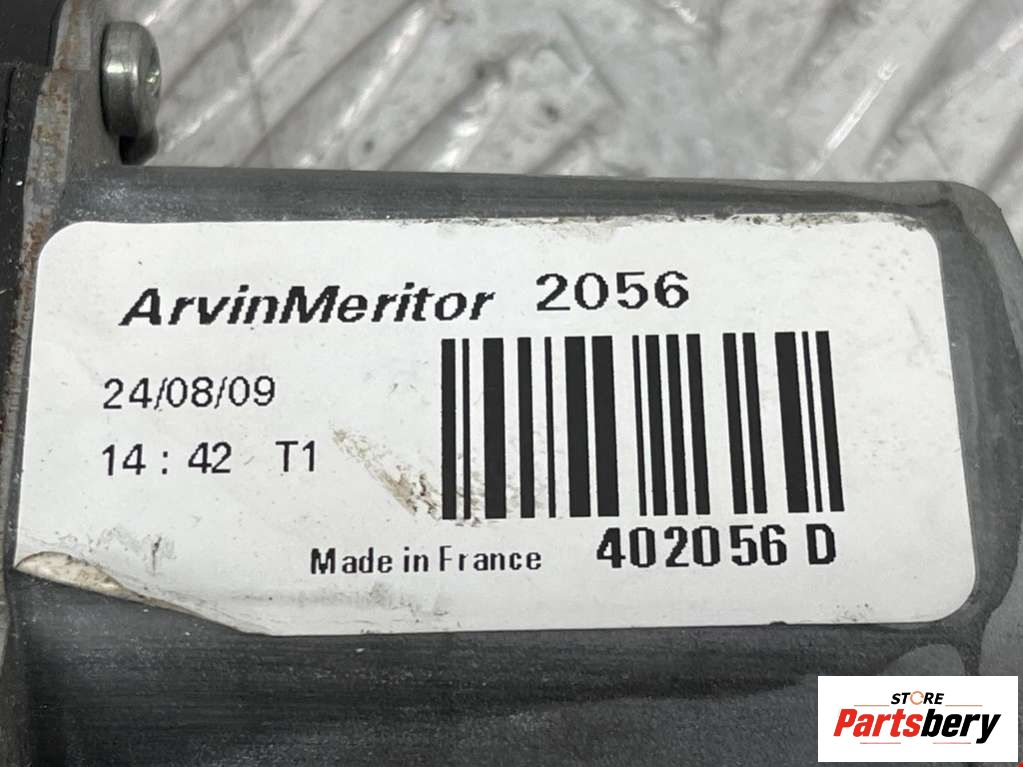 ArvinMeritor 2056
24/08/09
14 : 42 T1
Made in France 402056 D
STORE
Partsbery